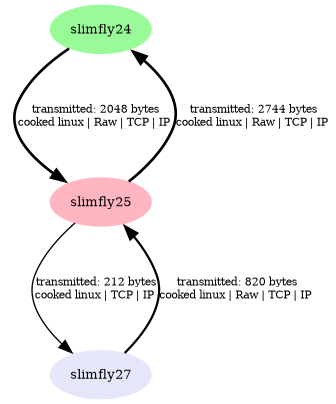 slimfly24
transmitted: 2048 bytes
cooked linux | Raw | TCP | IP
transmitted: 2744 bytes
cooked linux | Raw | TCP | IP
slimfly25
transmitted: 212 bytes
cooked linux | TCP | IP
transmitted: 820 bytes
cooked linux | Raw | TCP | IP
slimfly27